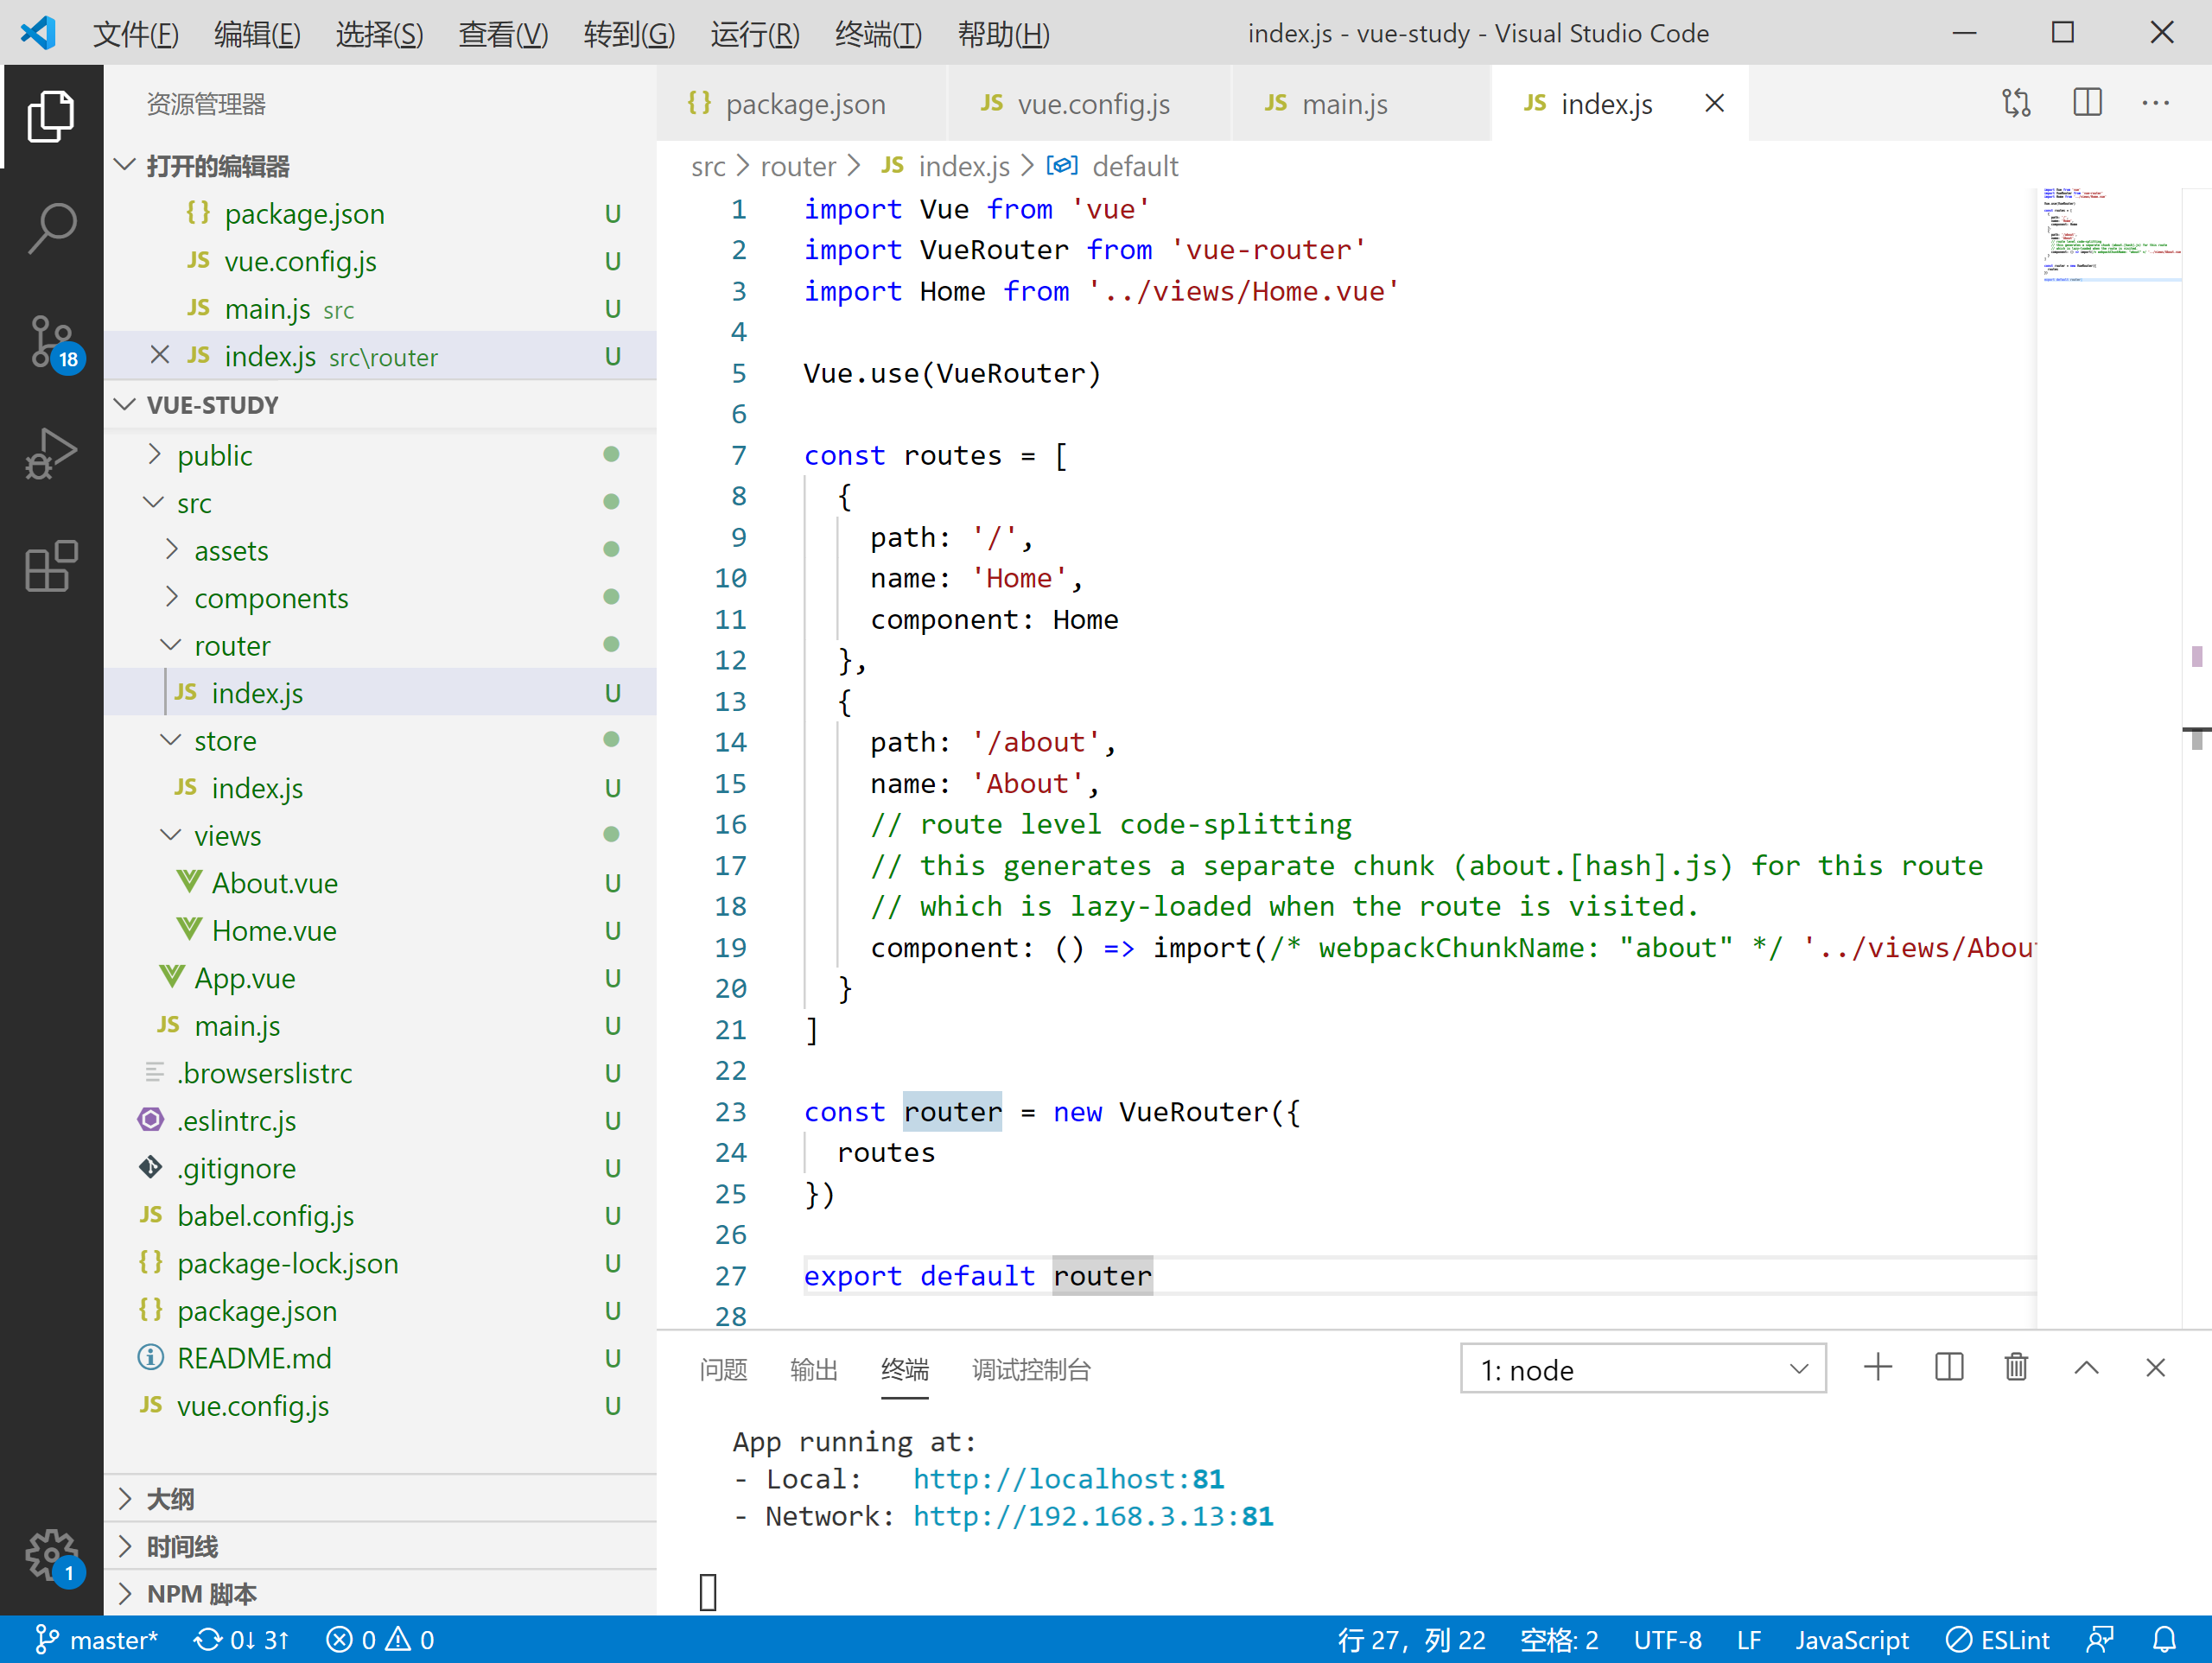 文件(F) 编辑(E) 选择(S) 查看(V) 转到(G) 运行(R) 终端(T) 帮助(H) index.js - vue-study - Visual Studio Code
资源管理器
打开的编辑器
{} package.json U
JS vue.config.js U
JS main.js src U
JS index.js src\router U
VUE-STUDY
public
src
assets
components
router
JS index.js U
store
JS index.js U
views
About.vue U
Home.vue U
App.vue U
JS main.js U
.browserslistrc U
.eslintrc.js U
.gitignore U
JS babel.config.js U
{} package-lock.json U
{} package.json U
README.md U
JS vue.config.js U
大纲
时间线
NPM 脚本
18
1
{} package.json JS vue.config.js JS main.js JS index.js
src > router > JS index.js > default
1 import Vue from 'vue'
2 import VueRouter from 'vue-router'
3 import Home from '../views/Home.vue'
4
5 Vue.use(VueRouter)
6
7 const routes = [
8 {
9 path: '/',
10 name: 'Home',
11 component: Home
12 },
13 {
14 path: '/about',
15 name: 'About',
16 // route level code-splitting
17 // this generates a separate chunk (about.[hash].js) for this route
18 // which is lazy-loaded when the route is visited.
19 component: () => import(/* webpackChunkName: "about" */ '../views/Abou
20 }
21 ]
22
23 const router = new VueRouter({
24 routes
25 })
26
27 export default router
28
问题 输出 终端 调试控制台 1: node
App running at:
- Local: http://localhost:81
- Network: http://192.168.3.13:81
master* 0↓ 3↑ 0 0 行 27，列 22 空格: 2 UTF-8 LF JavaScript ESLint